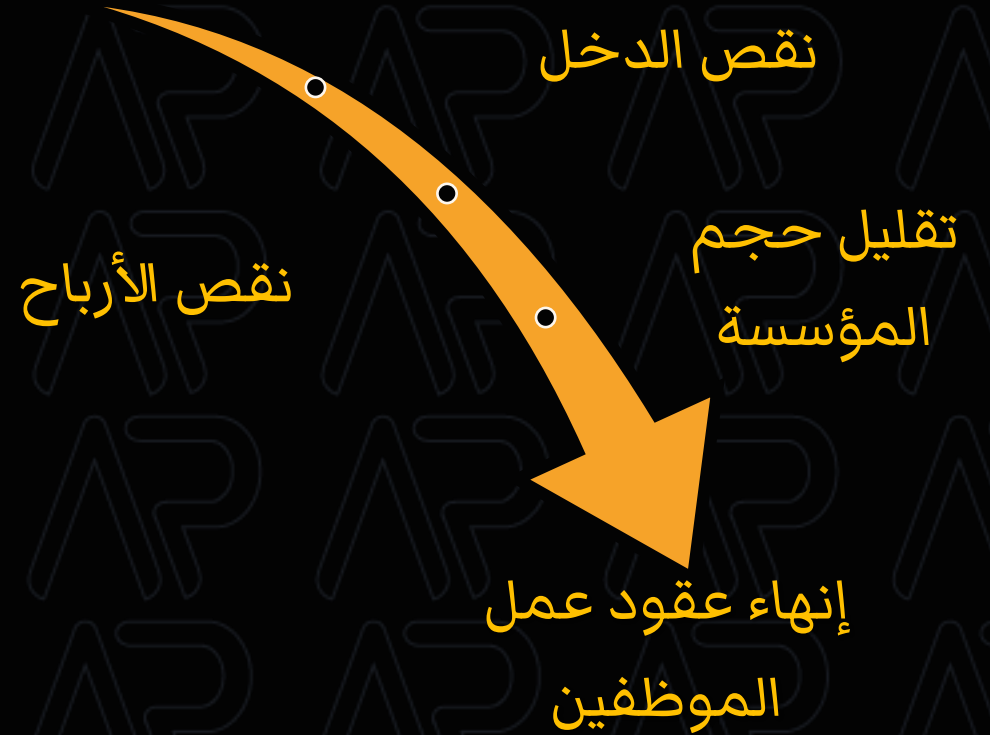 نقص الدخل
نقص الأرباح
تقليل حجم
المؤسسة
إنهاء عقود عمل
الموظفين